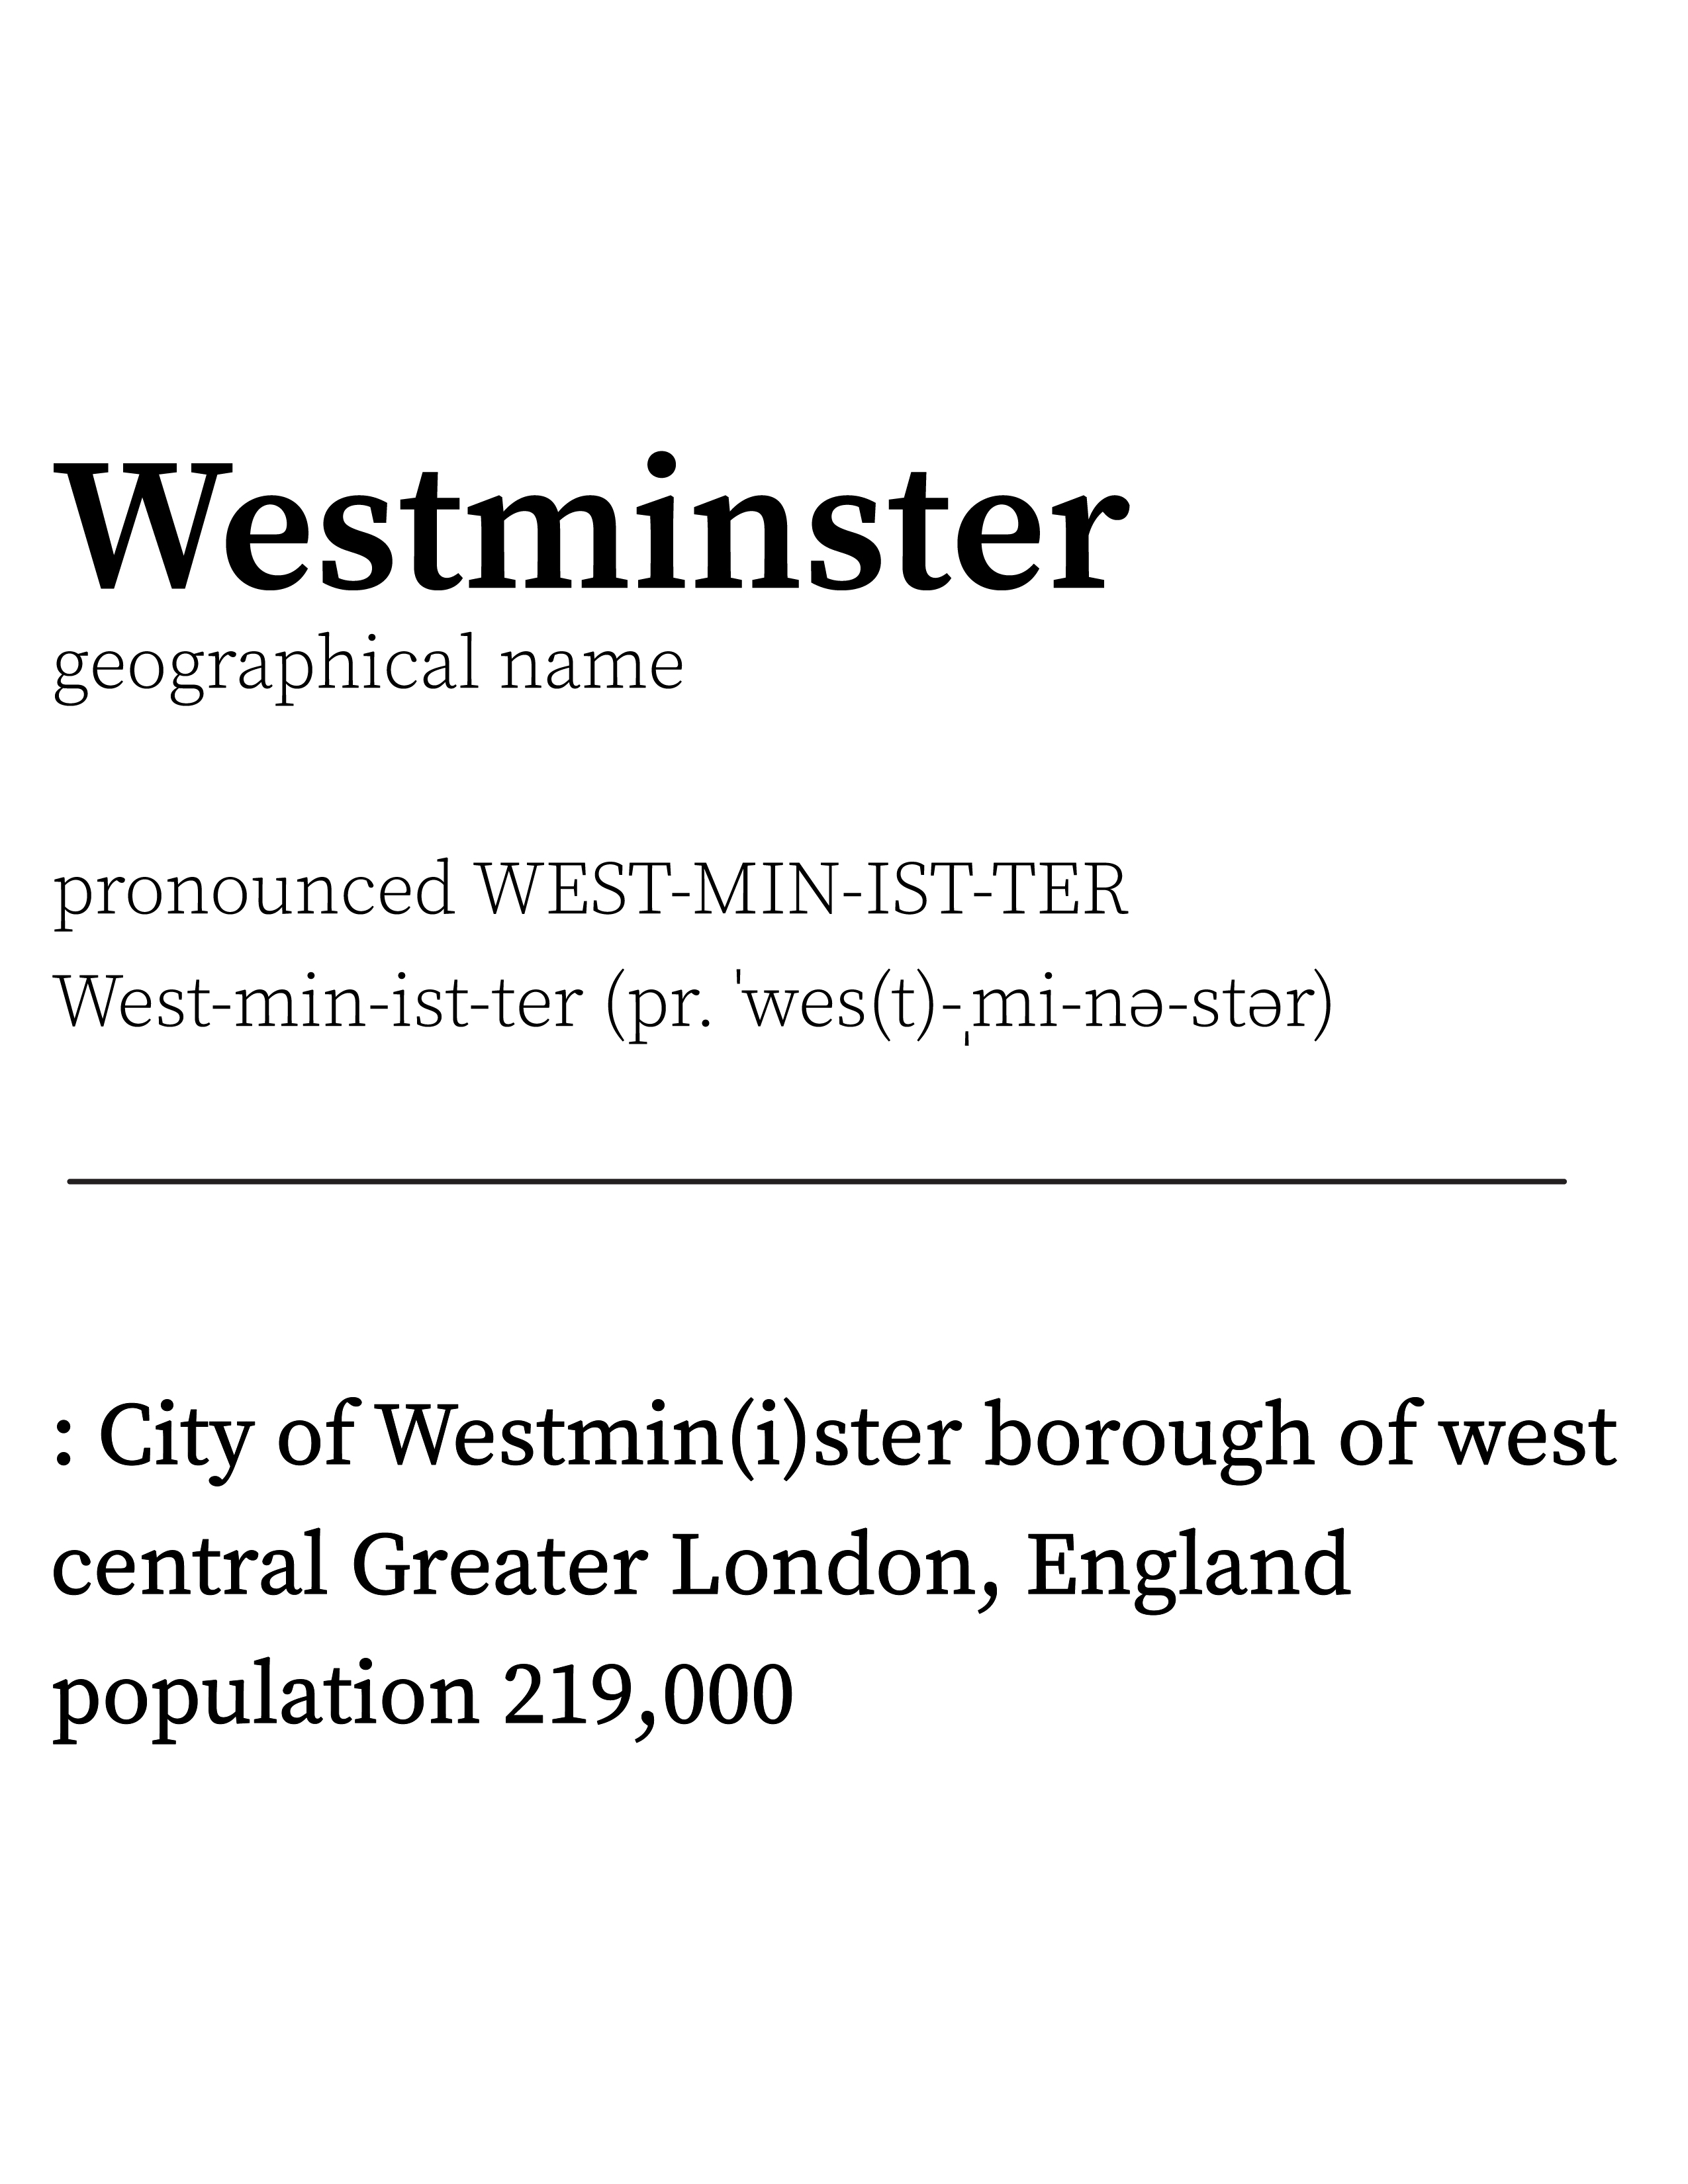 Westminster
geographical name
pronounced WEST-MIN-IST-TER
West-min-ist-ter (pr. ˈwes(t)-ˌmi-nə-stər)
: City of Westmin(i)ster borough of west
central Greater London, England
population 219,000